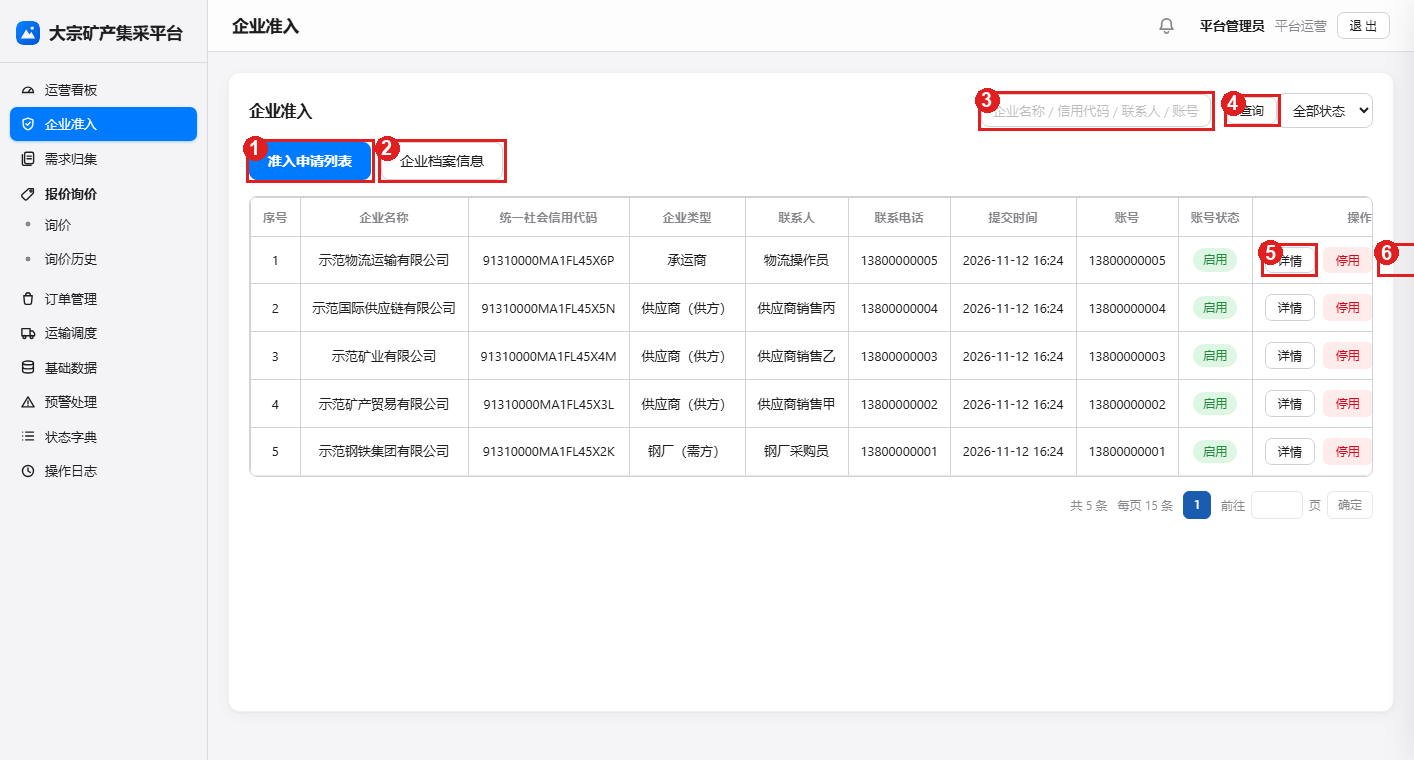 大宗矿产集采平台
企业准入
平台管理员 平台运营 退出
运营看板
企业准入
需求归集
报价询价
询价
询价历史
订单管理
运输调度
基础数据
预警处理
状态字典
操作日志
企业准入
3 企业名称 / 信用代码 / 联系人 / 账号 4 查询 全部状态
1 准入申请列表 2 企业档案信息
序号 企业名称 统一社会信用代码 企业类型 联系人 联系电话 提交时间 账号 账号状态 操作
1 示范物流运输有限公司 91310000MA1FL45X6P 承运商 物流操作员 13800000005 2026-11-12 16:24 13800000005 启用 5 详情 停用 6
2 示范国际供应链有限公司 91310000MA1FL45X5N 供应商（供方） 供应商销售丙 13800000004 2026-11-12 16:24 13800000004 启用 详情 停用
3 示范矿业有限公司 91310000MA1FL45X4M 供应商（供方） 供应商销售乙 13800000003 2026-11-12 16:24 13800000003 启用 详情 停用
4 示范矿产贸易有限公司 91310000MA1FL45X3L 供应商（供方） 供应商销售甲 13800000002 2026-11-12 16:24 13800000002 启用 详情 停用
5 示范钢铁集团有限公司 91310000MA1FL45X2K 钢厂（需方） 钢厂采购员 13800000001 2026-11-12 16:24 13800000001 启用 详情 停用
共 5 条 每页 15 条 1 前往 页 确定